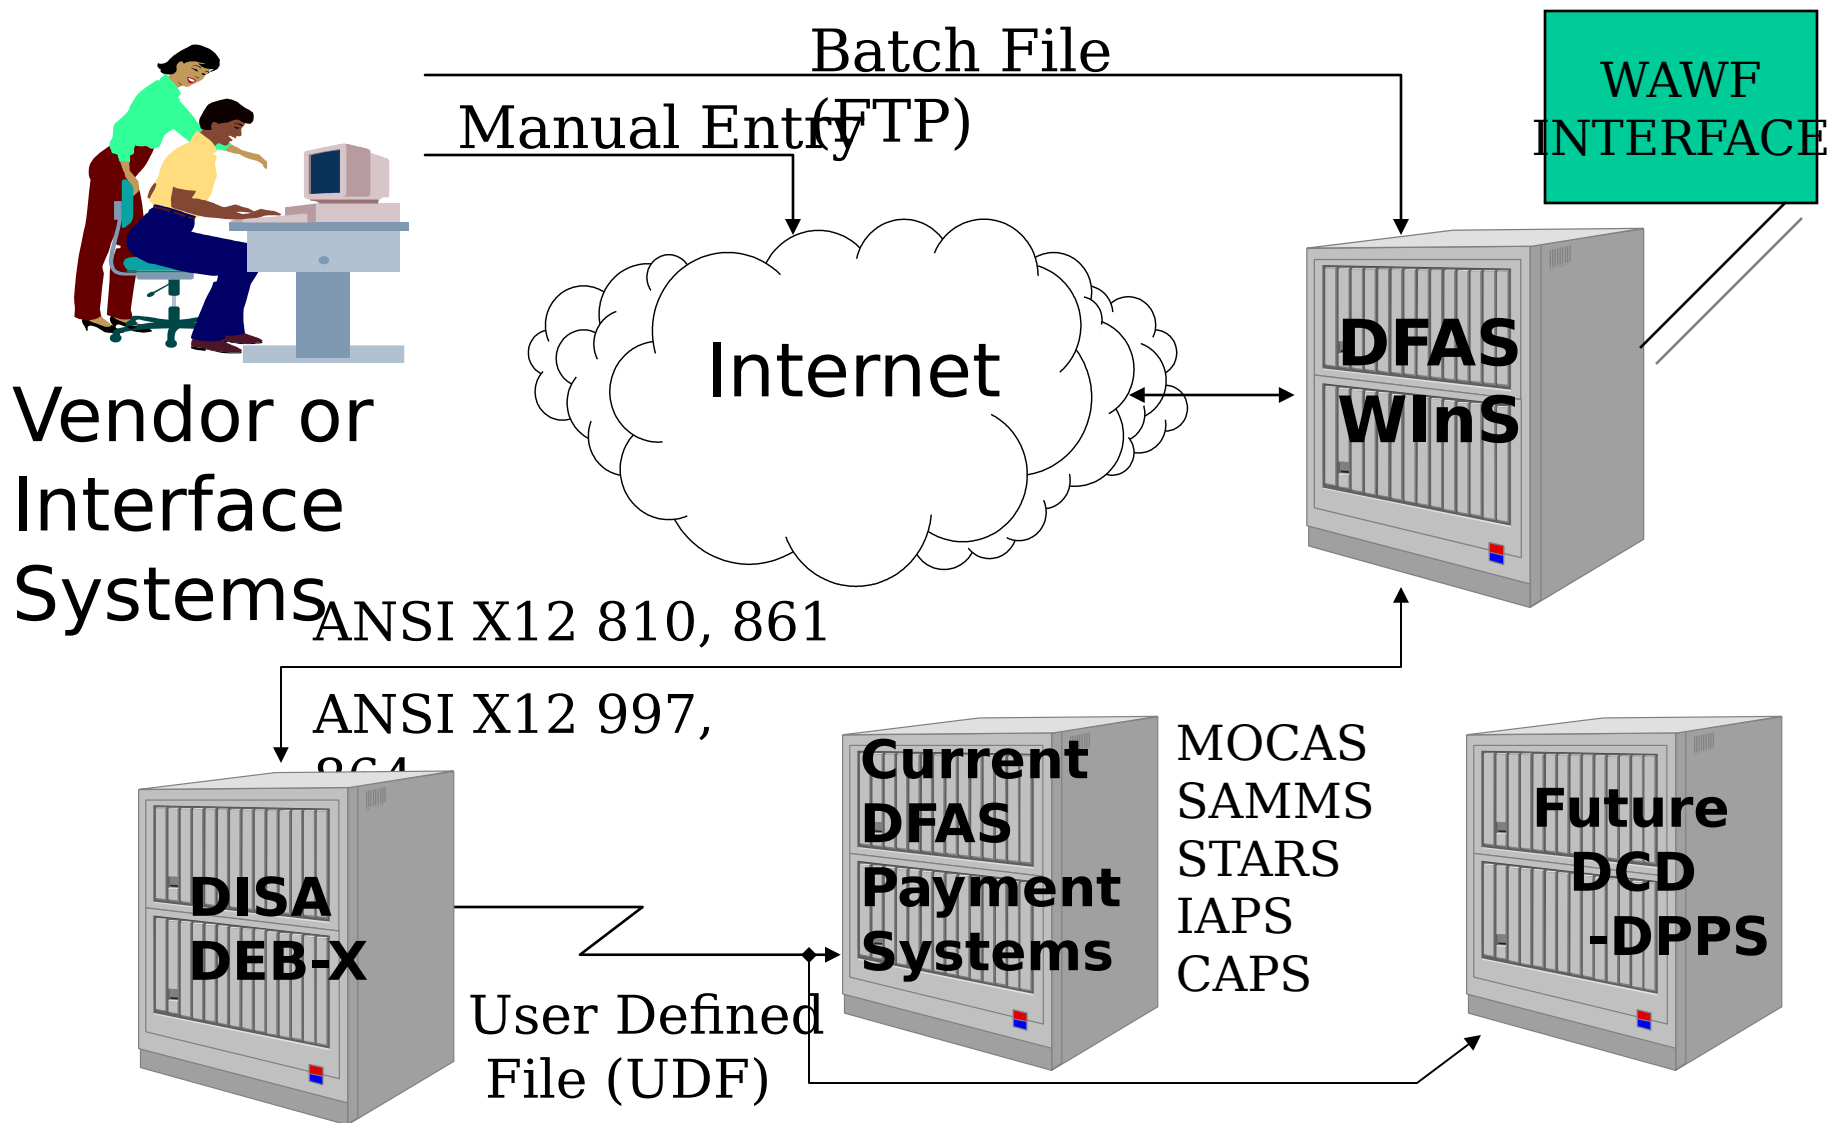 Batch File
(FTP)
Manual Entry
WAWF
INTERFACE
Internet
DFAS
WInS
Vendor or
Interface
Systems
ANSI X12 810, 861
ANSI X12 997,
864
DISA
DEB-X
Current
DFAS
Payment
Systems
MOCAS
SAMMS
STARS
IAPS
CAPS
Future
DCD
-DPPS
User Defined
File (UDF)